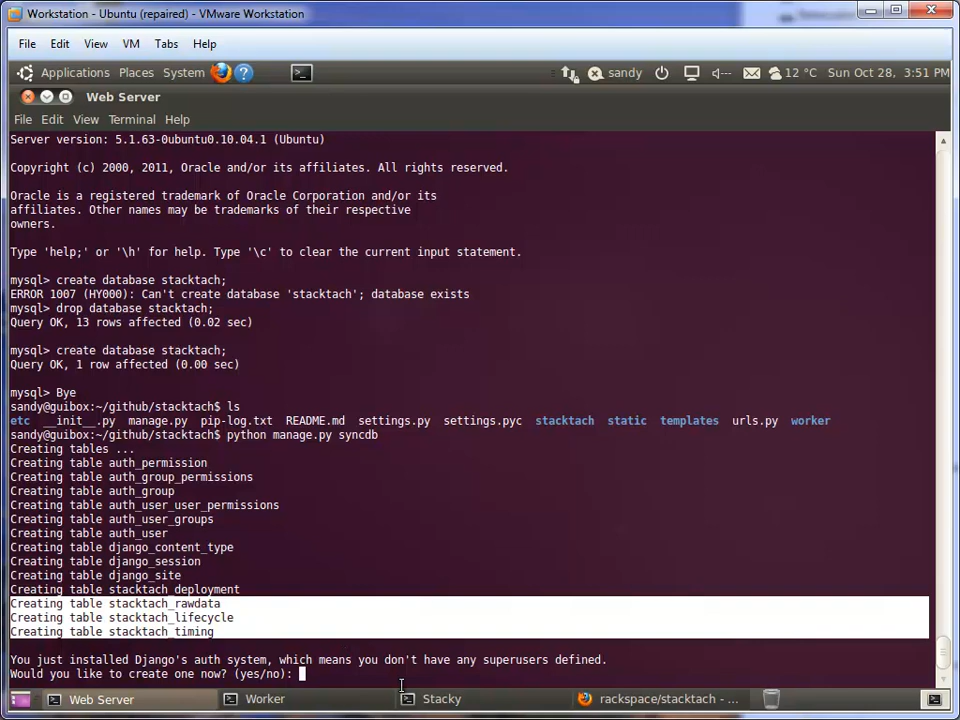 Workstation - Ubuntu (repaired) - VMware Workstation
File Edit View VM Tabs Help
Applications Places System ? >_ sandy 12 °C Sun Oct 28, 3:51 PM
Web Server
File Edit View Terminal Help
Server version: 5.1.63-0ubuntu0.10.04.1 (Ubuntu)
Copyright (c) 2000, 2011, Oracle and/or its affiliates. All rights reserved.
Oracle is a registered trademark of Oracle Corporation and/or its
affiliates. Other names may be trademarks of their respective
owners.
Type 'help;' or '\h' for help. Type '\c' to clear the current input statement.
mysql> create database stacktach;
ERROR 1007 (HY000): Can't create database 'stacktach'; database exists
mysql> drop database stacktach;
Query OK, 13 rows affected (0.02 sec)
mysql> create database stacktach;
Query OK, 1 row affected (0.00 sec)
mysql> Bye
sandy@guibox:~/github/stacktach$ ls
etc __init__.py manage.py pip-log.txt README.md settings.py settings.pyc stacktach static templates urls.py worker
sandy@guibox:~/github/stacktach$ python manage.py syncdb
Creating tables ...
Creating table auth_permission
Creating table auth_group_permissions
Creating table auth_group
Creating table auth_user_user_permissions
Creating table auth_user_groups
Creating table auth_user
Creating table django_content_type
Creating table django_session
Creating table django_site
Creating table stacktach_deployment
Creating table stacktach_rawdata
Creating table stacktach_lifecycle
Creating table stacktach_timing
You just installed Django's auth system, which means you don't have any superusers defined.
Would you like to create one now? (yes/no):
Web Server Worker Stacky rackspace/stacktach - ...